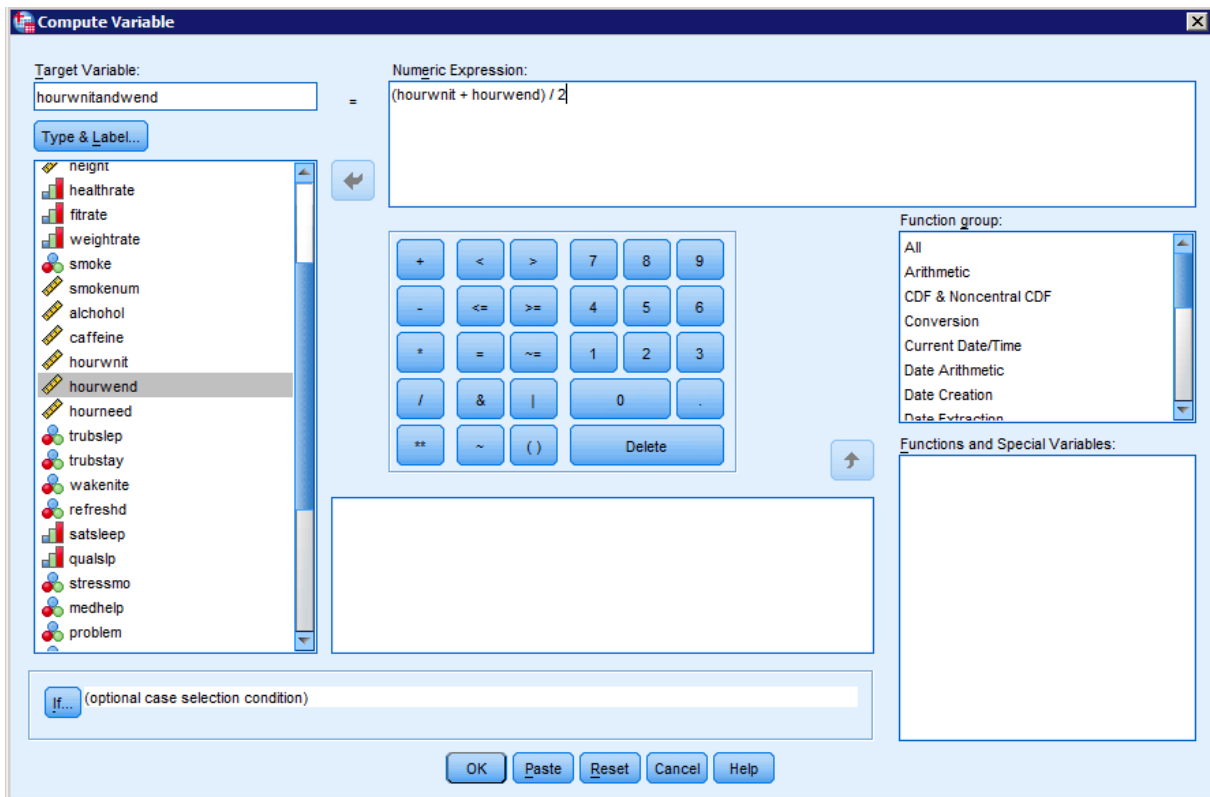 Compute Variable
Target Variable:
hourwnitandwend
=
Numeric Expression:
(hourwnit + hourwend) / 2
Type & Label...
height
healthrate
fitrate
weightrate
smoke
smokenum
alchohol
caffeine
hourwnit
hourwend
hourneed
trubslep
trubstay
wakenite
refreshd
satsleep
qualslp
stressmo
medhelp
problem
+ < > 7 8 9
- <= >= 4 5 6
* = ~= 1 2 3
/ & | 0 .
** ~ ( ) Delete
Function group:
All
Arithmetic
CDF & Noncentral CDF
Conversion
Current Date/Time
Date Arithmetic
Date Creation
Date Extraction
Functions and Special Variables:
If... (optional case selection condition)
OK Paste Reset Cancel Help